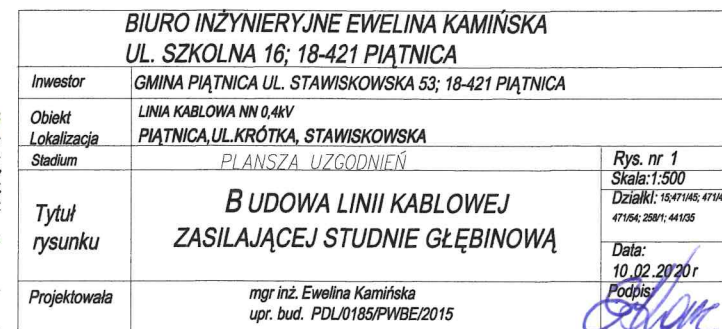 BIURO INŻYNIERYJNE EWELINA KAMIŃSKA
UL. SZKOLNA 16; 18-421 PIĄTNICA
Inwestor GMINA PIĄTNICA UL. STAWISKOWSKA 53; 18-421 PIĄTNICA
Obiekt LINIA KABLOWA NN 0,4kV
Lokalizacja PIĄTNICA,UL.KRÓTKA, STAWISKOWSKA
Stadium PLANSZA UZGODNIEŃ Rys. nr 1
Skala:1:500
Tytuł rysunku
BUDOWA LINII KABLOWEJ
ZASILAJĄCEJ STUDNIE GŁĘBINOWĄ
Działki: 15;471/45; 471/4
471/54; 258/1; 441/35
Data:
10.02.2020 r
Projektowała mgr inż. Ewelina Kamińska
upr. bud. PDL/0185/PWBE/2015
Podpis: